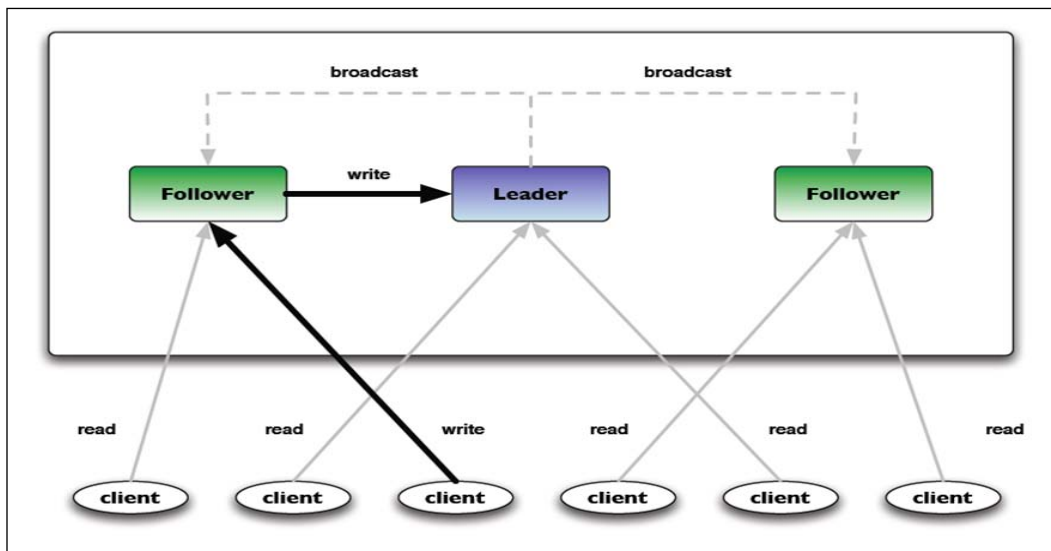 broadcast broadcast
write
Follower Leader Follower
read read write read read read
client client client client client client